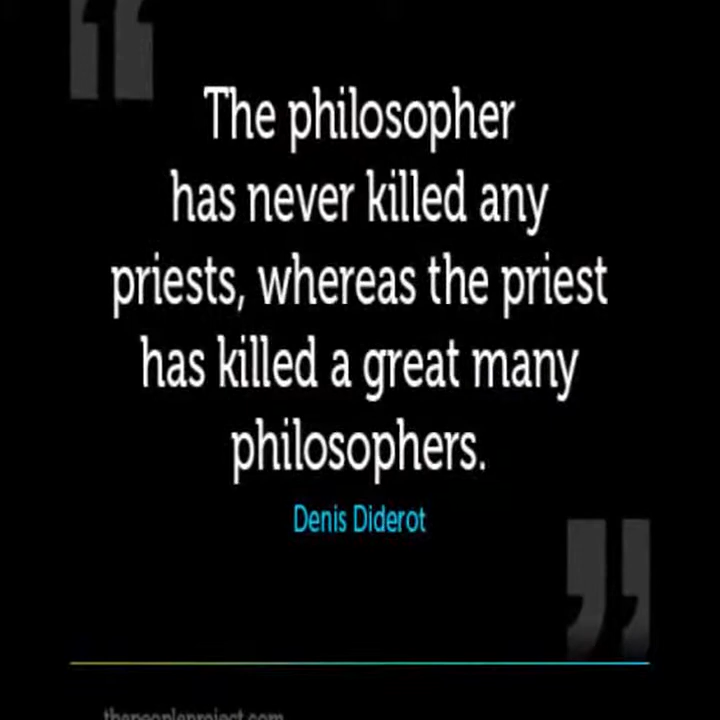 The philosopher
has never killed any
priests, whereas the priest
has killed a great many
philosophers.
Denis Diderot